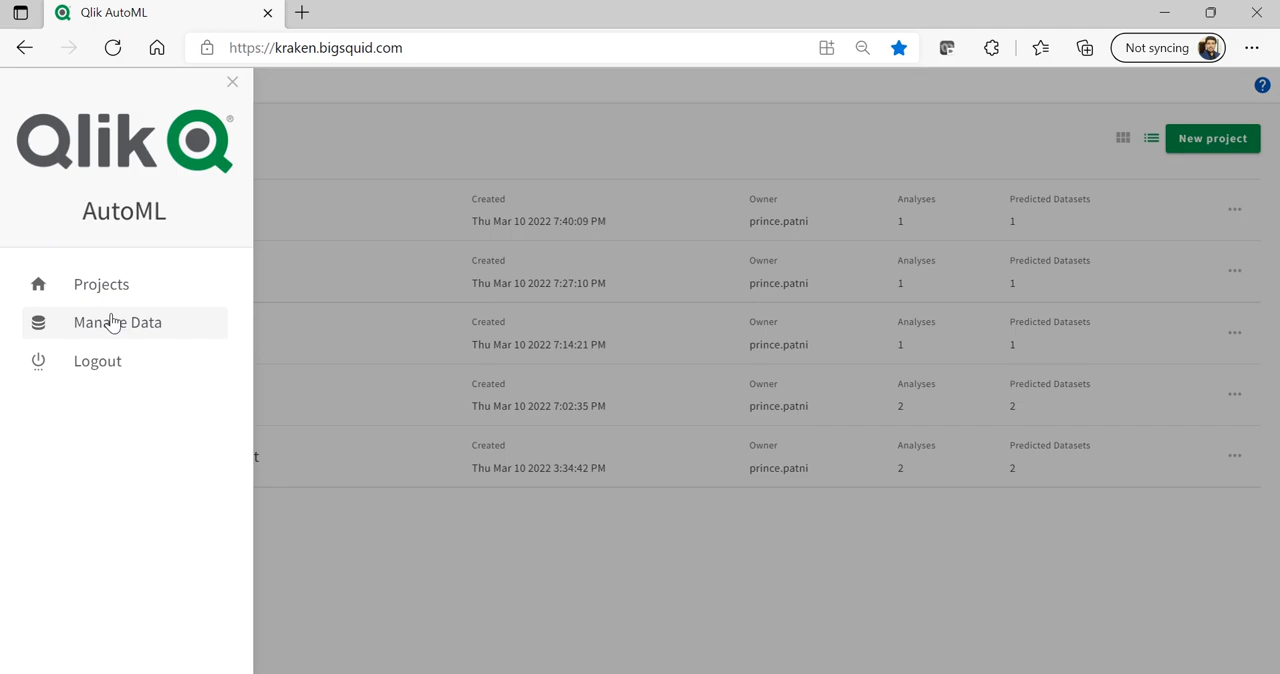 Qlik AutoML
https://kraken.bigsquid.com
Not syncing
Qlik
AutoML
Projects
Manage Data
Logout
New project
Created Owner Analyses Predicted Datasets
Thu Mar 10 2022 7:40:09 PM prince.patni 1 1
Created Owner Analyses Predicted Datasets
Thu Mar 10 2022 7:27:10 PM prince.patni 1 1
Created Owner Analyses Predicted Datasets
Thu Mar 10 2022 7:14:21 PM prince.patni 1 1
Created Owner Analyses Predicted Datasets
Thu Mar 10 2022 7:02:35 PM prince.patni 2 2
Created Owner Analyses Predicted Datasets
t Thu Mar 10 2022 3:34:42 PM prince.patni 2 2